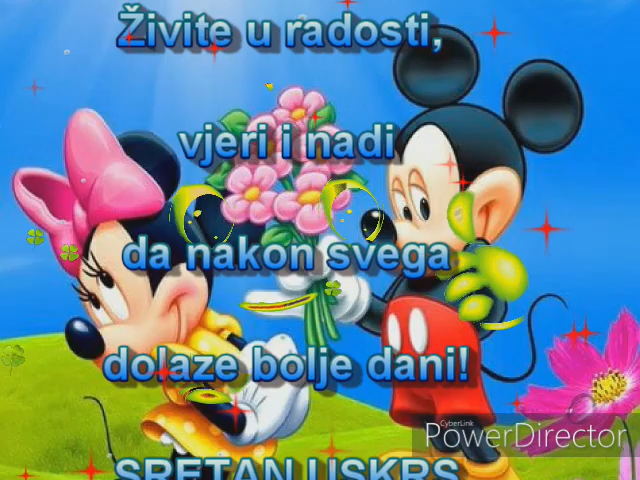 Živite u radosti,
vjeri i nadi
da nakon svega
dolaze bolje dani!
CyberLink
PowerDirector
SRETAN USKRS